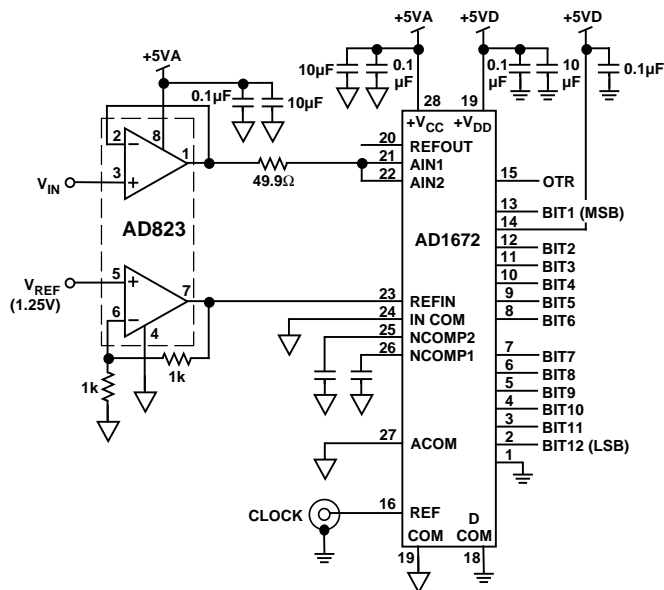 +5VA
+5VD
+5VD
+5VA
10µF
0.1
µF
0.1
µF
10
µF
0.1µF
0.1µF
10µF
28
19
+VCC
+VDD
20
REFOUT
21
AIN1
22
AIN2
2
8
1
VIN
3
49.9Ω
15
OTR
13
BIT1 (MSB)
14
AD823
AD1672
12
BIT2
11
BIT3
10
BIT4
9
BIT5
8
BIT6
VREF
(1.25V)
5
7
6
4
23
REFIN
24
IN COM
25
NCOMP2
26
NCOMP1
7
BIT7
6
BIT8
5
BIT9
4
BIT10
3
BIT11
2
BIT12 (LSB)
1
1k
1k
27
ACOM
CLOCK
16
REF
COM
D
COM
19
18